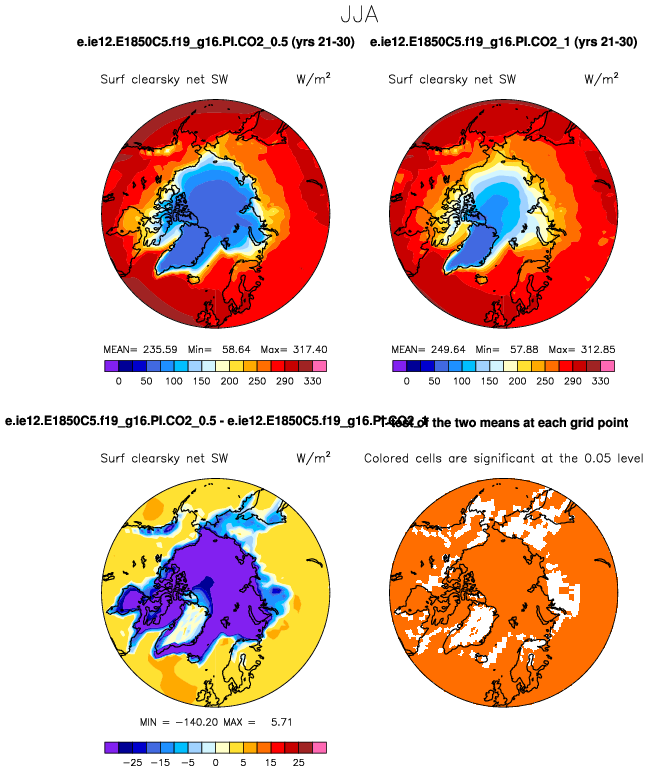 JJA
e.ie12.E1850C5.f19_g16.PI.CO2_0.5 (yrs 21-30) e.ie12.E1850C5.f19_g16.PI.CO2_1 (yrs 21-30)
Surf clearsky net SW W/m² Surf clearsky net SW W/m²
MEAN= 235.59 Min= 58.64 Max= 317.40 MEAN= 249.64 Min= 57.88 Max= 312.85
0 50 100 150 200 250 290 330 0 50 100 150 200 250 290 330
e.ie12.E1850C5.f19_g16.PI.CO2_0.5 - e.ie12.E1850C5.f19_g16.PI.CO2_1 T-test of the two means at each grid point
Surf clearsky net SW W/m² Colored cells are significant at the 0.05 level
MIN = -140.20 MAX = 5.71
-25 -15 -5 0 5 15 25